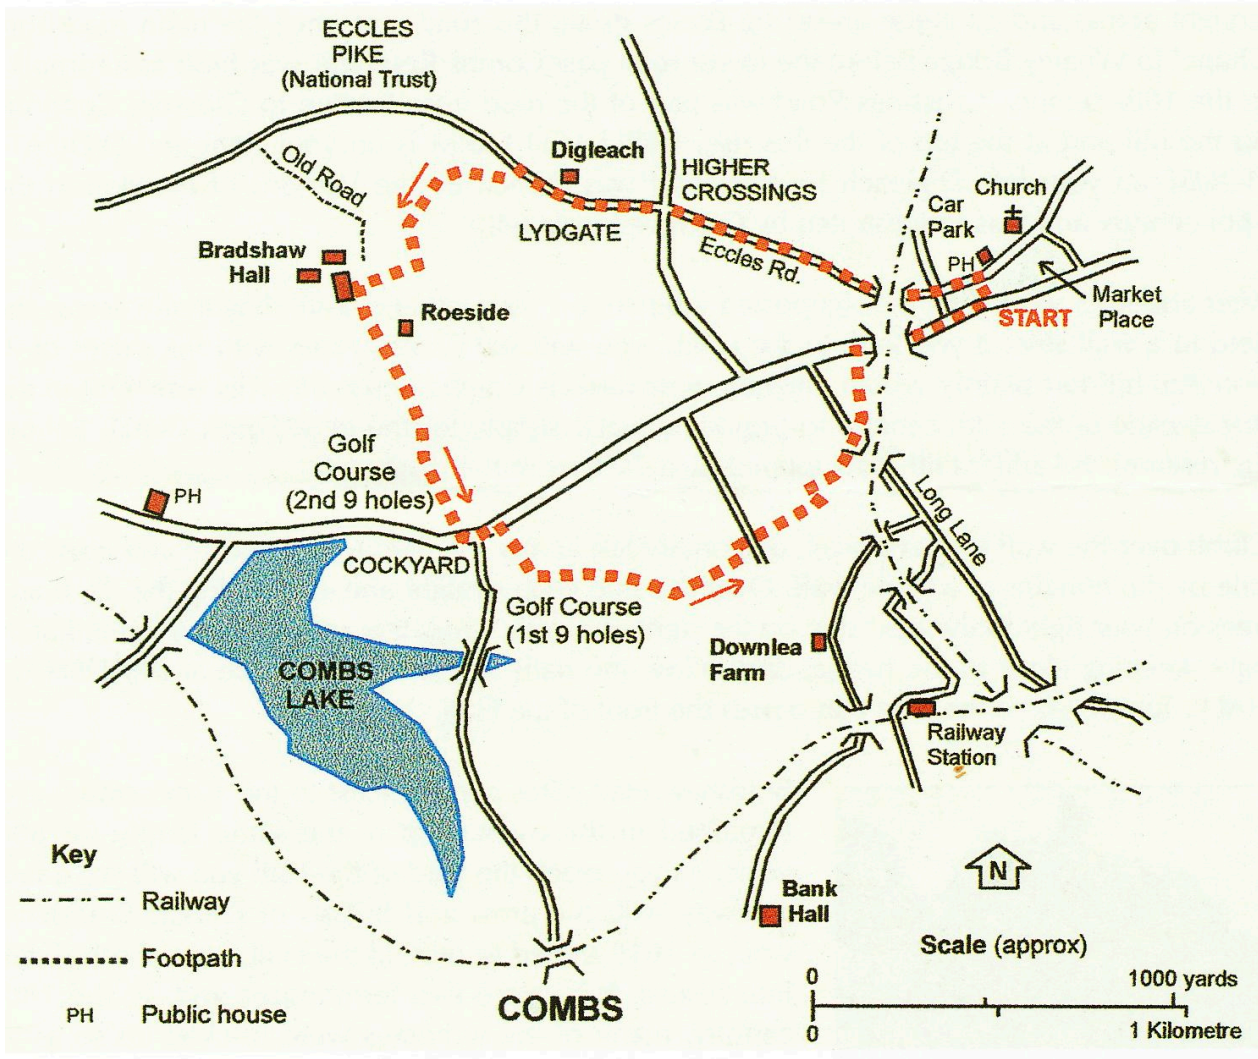 ECCLES
PIKE
(National Trust)
Old Road
Digleach
HIGHER
CROSSINGS
LYDGATE
Eccles Rd.
Church
Car
Park
PH
Market
Place
START
Bradshaw
Hall
Roeside
Golf
Course
(2nd 9 holes)
PH
COCKYARD
Long Lane
Golf Course
(1st 9 holes)
COMBS
LAKE
Downlea
Farm
Railway
Station
N
Bank
Hall
Key
Railway
Footpath
PH Public house
COMBS
Scale (approx)
0 1000 yards
0 1 Kilometre